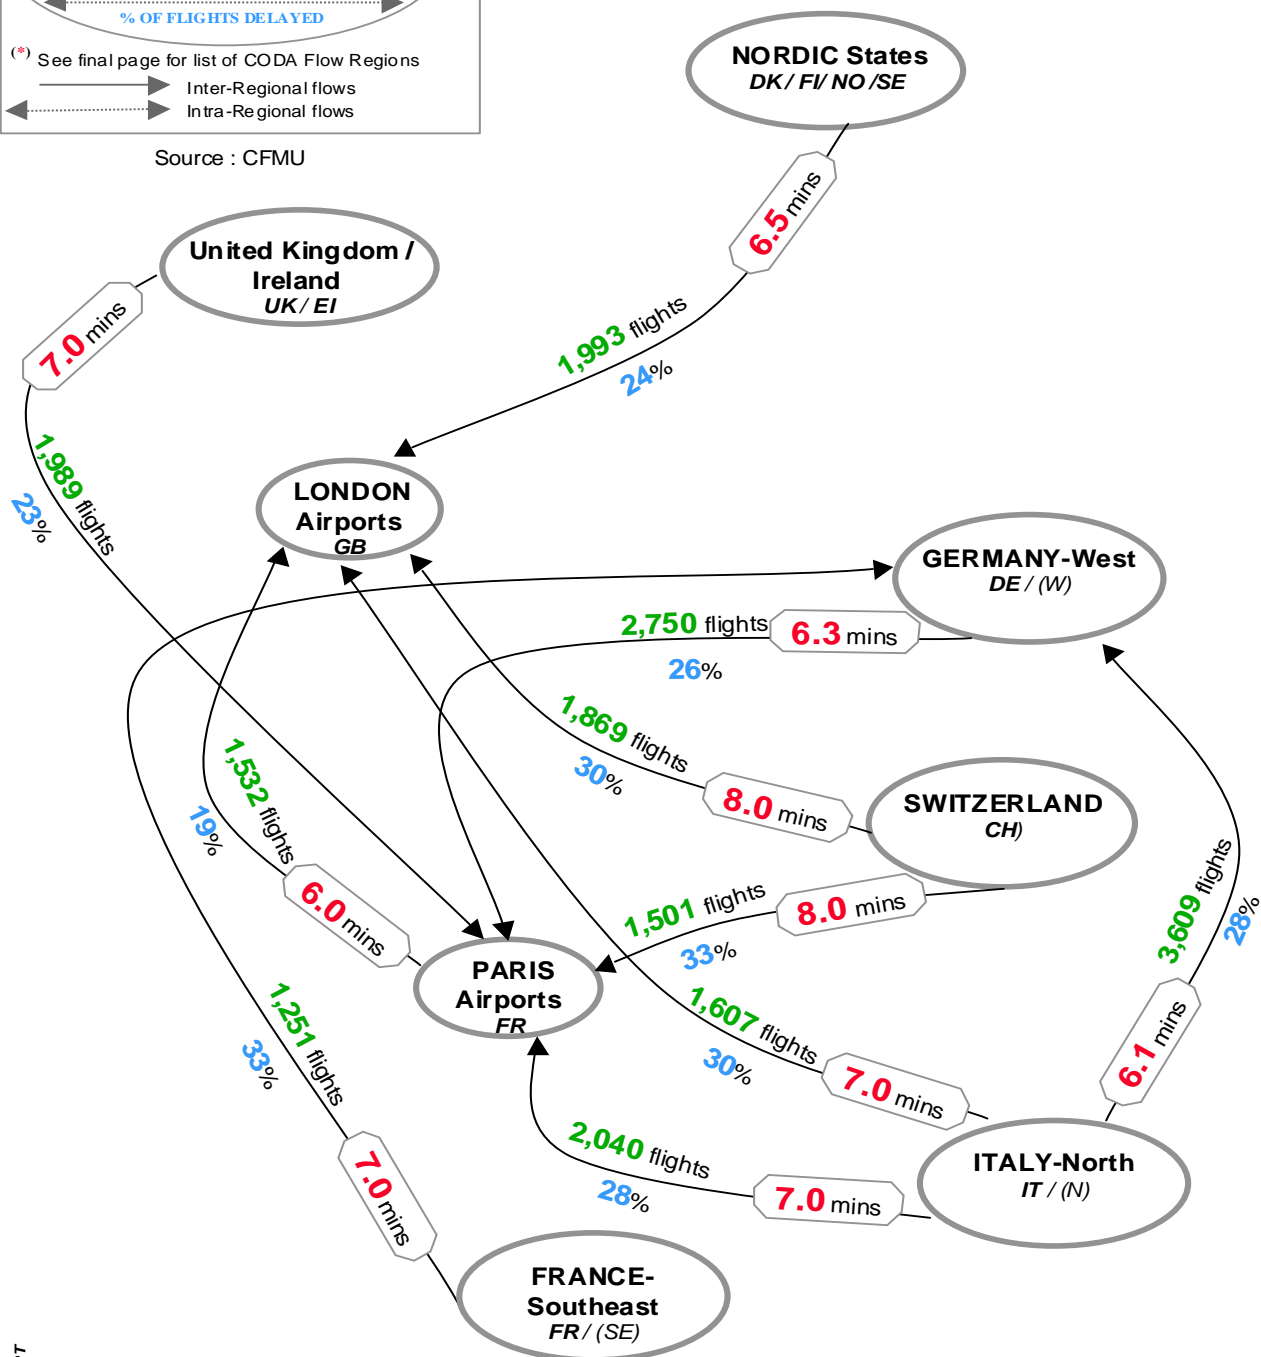 % OF FLIGHTS DELAYED
(*) See final page for list of CODA Flow Regions
Inter-Regional flows
Intra-Regional flows
Source : CFMU
NORDIC States
DK / FI/ NO /SE
6.5 mins
United Kingdom /
Ireland
UK / EI
7.0 mins
1,993 flights
24%
1,989 flights
23%
LONDON
Airports
GB
GERMANY-West
DE / (W)
2,750 flights
6.3 mins
26%
1,869 flights
30%
8.0 mins
SWITZERLAND
CH)
1,532 flights
19%
6.0 mins
1,501 flights
33%
8.0 mins
3,609 flights
28%
6.1 mins
PARIS
Airports
FR
1,251 flights
33%
7.0 mins
1,607 flights
30%
7.0 mins
2,040 flights
28%
7.0 mins
ITALY-North
IT / (N)
FRANCE-
Southeast
FR / (SE)